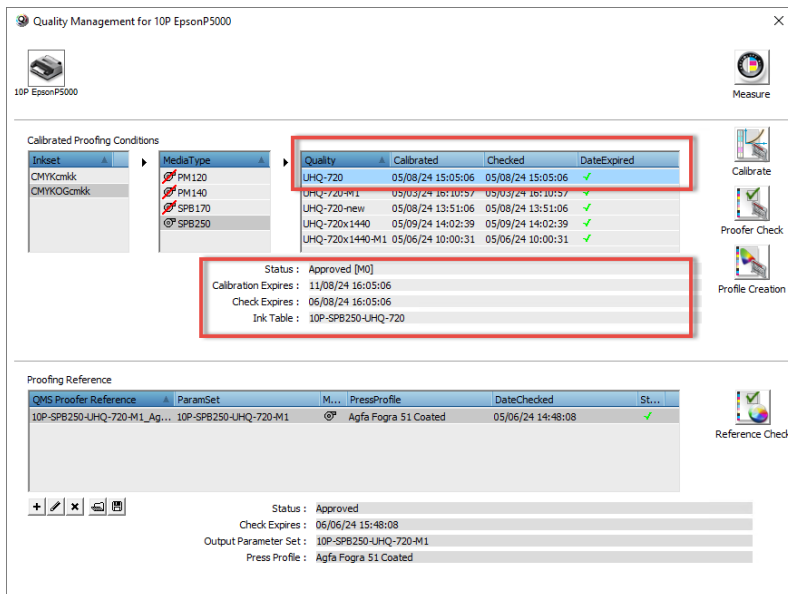 Quality Management for 10P EpsonP5000
10P EpsonP5000
Measure
Calibrated Proofing Conditions
Inkset MediaType Quality Calibrated Checked DateExpired
CMYKcmkk PM120 UHQ-720 05/08/24 15:05:06 05/08/24 15:05:06
CMYKOGcmkk PM140 UHQ-720-M1 05/03/24 16:10:57 05/03/24 16:10:57
SPB170 UHQ-720-new 05/08/24 13:51:06 05/08/24 13:51:06
SPB250 UHQ-720x1440 05/09/24 14:02:39 05/09/24 14:02:39
UHQ-720x1440-M1 05/06/24 10:00:31 05/06/24 10:00:31
Calibrate
Proofer Check
Profile Creation
Status : Approved [M0]
Calibration Expires : 11/08/24 16:05:06
Check Expires : 06/08/24 16:05:06
Ink Table : 10P-SPB250-UHQ-720
Proofing Reference
QMS Proofer Reference ParamSet M... PressProfile DateChecked St...
10P-SPB250-UHQ-720-M1_Ag... 10P-SPB250-UHQ-720-M1 Agfa Fogra 51 Coated 05/06/24 14:48:08
Reference Check
Status : Approved
Check Expires : 06/06/24 15:48:08
Output Parameter Set : 10P-SPB250-UHQ-720-M1
Press Profile : Agfa Fogra 51 Coated